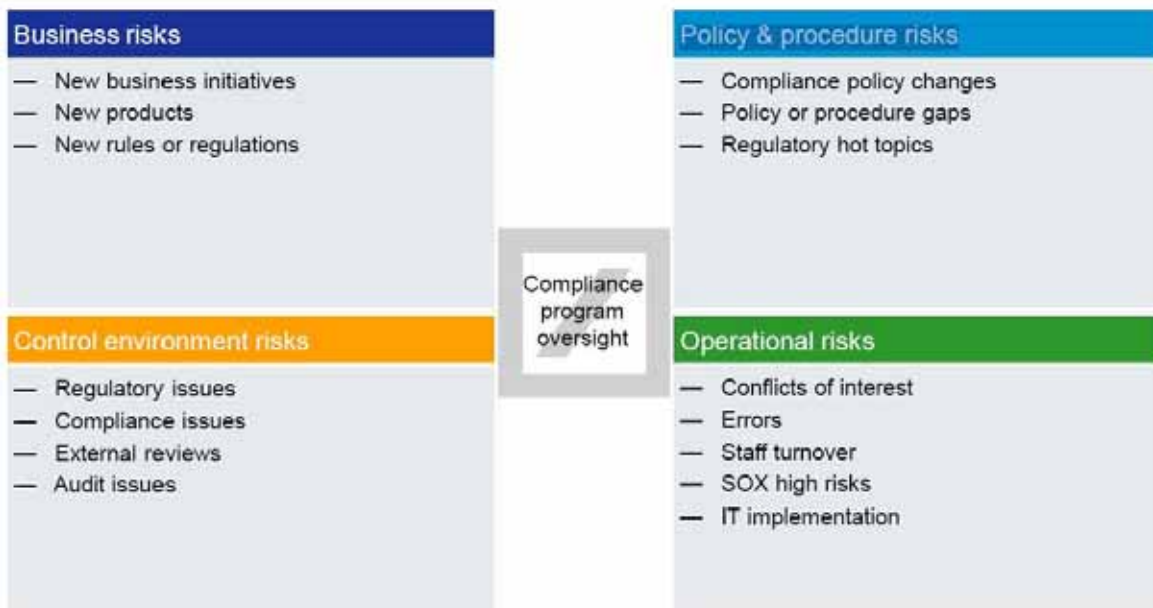 Business risks
— New business initiatives
— New products
— New rules or regulations
Policy & procedure risks
— Compliance policy changes
— Policy or procedure gaps
— Regulatory hot topics
Compliance
program
oversight
Control environment risks
— Regulatory issues
— Compliance issues
— External reviews
— Audit issues
Operational risks
— Conflicts of interest
— Errors
— Staff turnover
— SOX high risks
— IT implementation